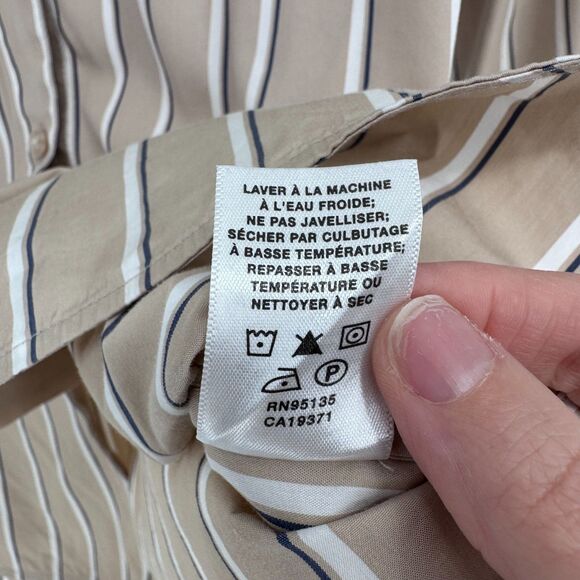 LAVER À LA MACHINE
À L'EAU FROIDE;
NE PAS JAVELLISER;
SÉCHER PAR CULBUTAGE
À BASSE TEMPÉRATURE;
REPASSER À BASSE
TEMPÉRATURE OU
NETTOYER À SEC
P
RN95135
CA19371